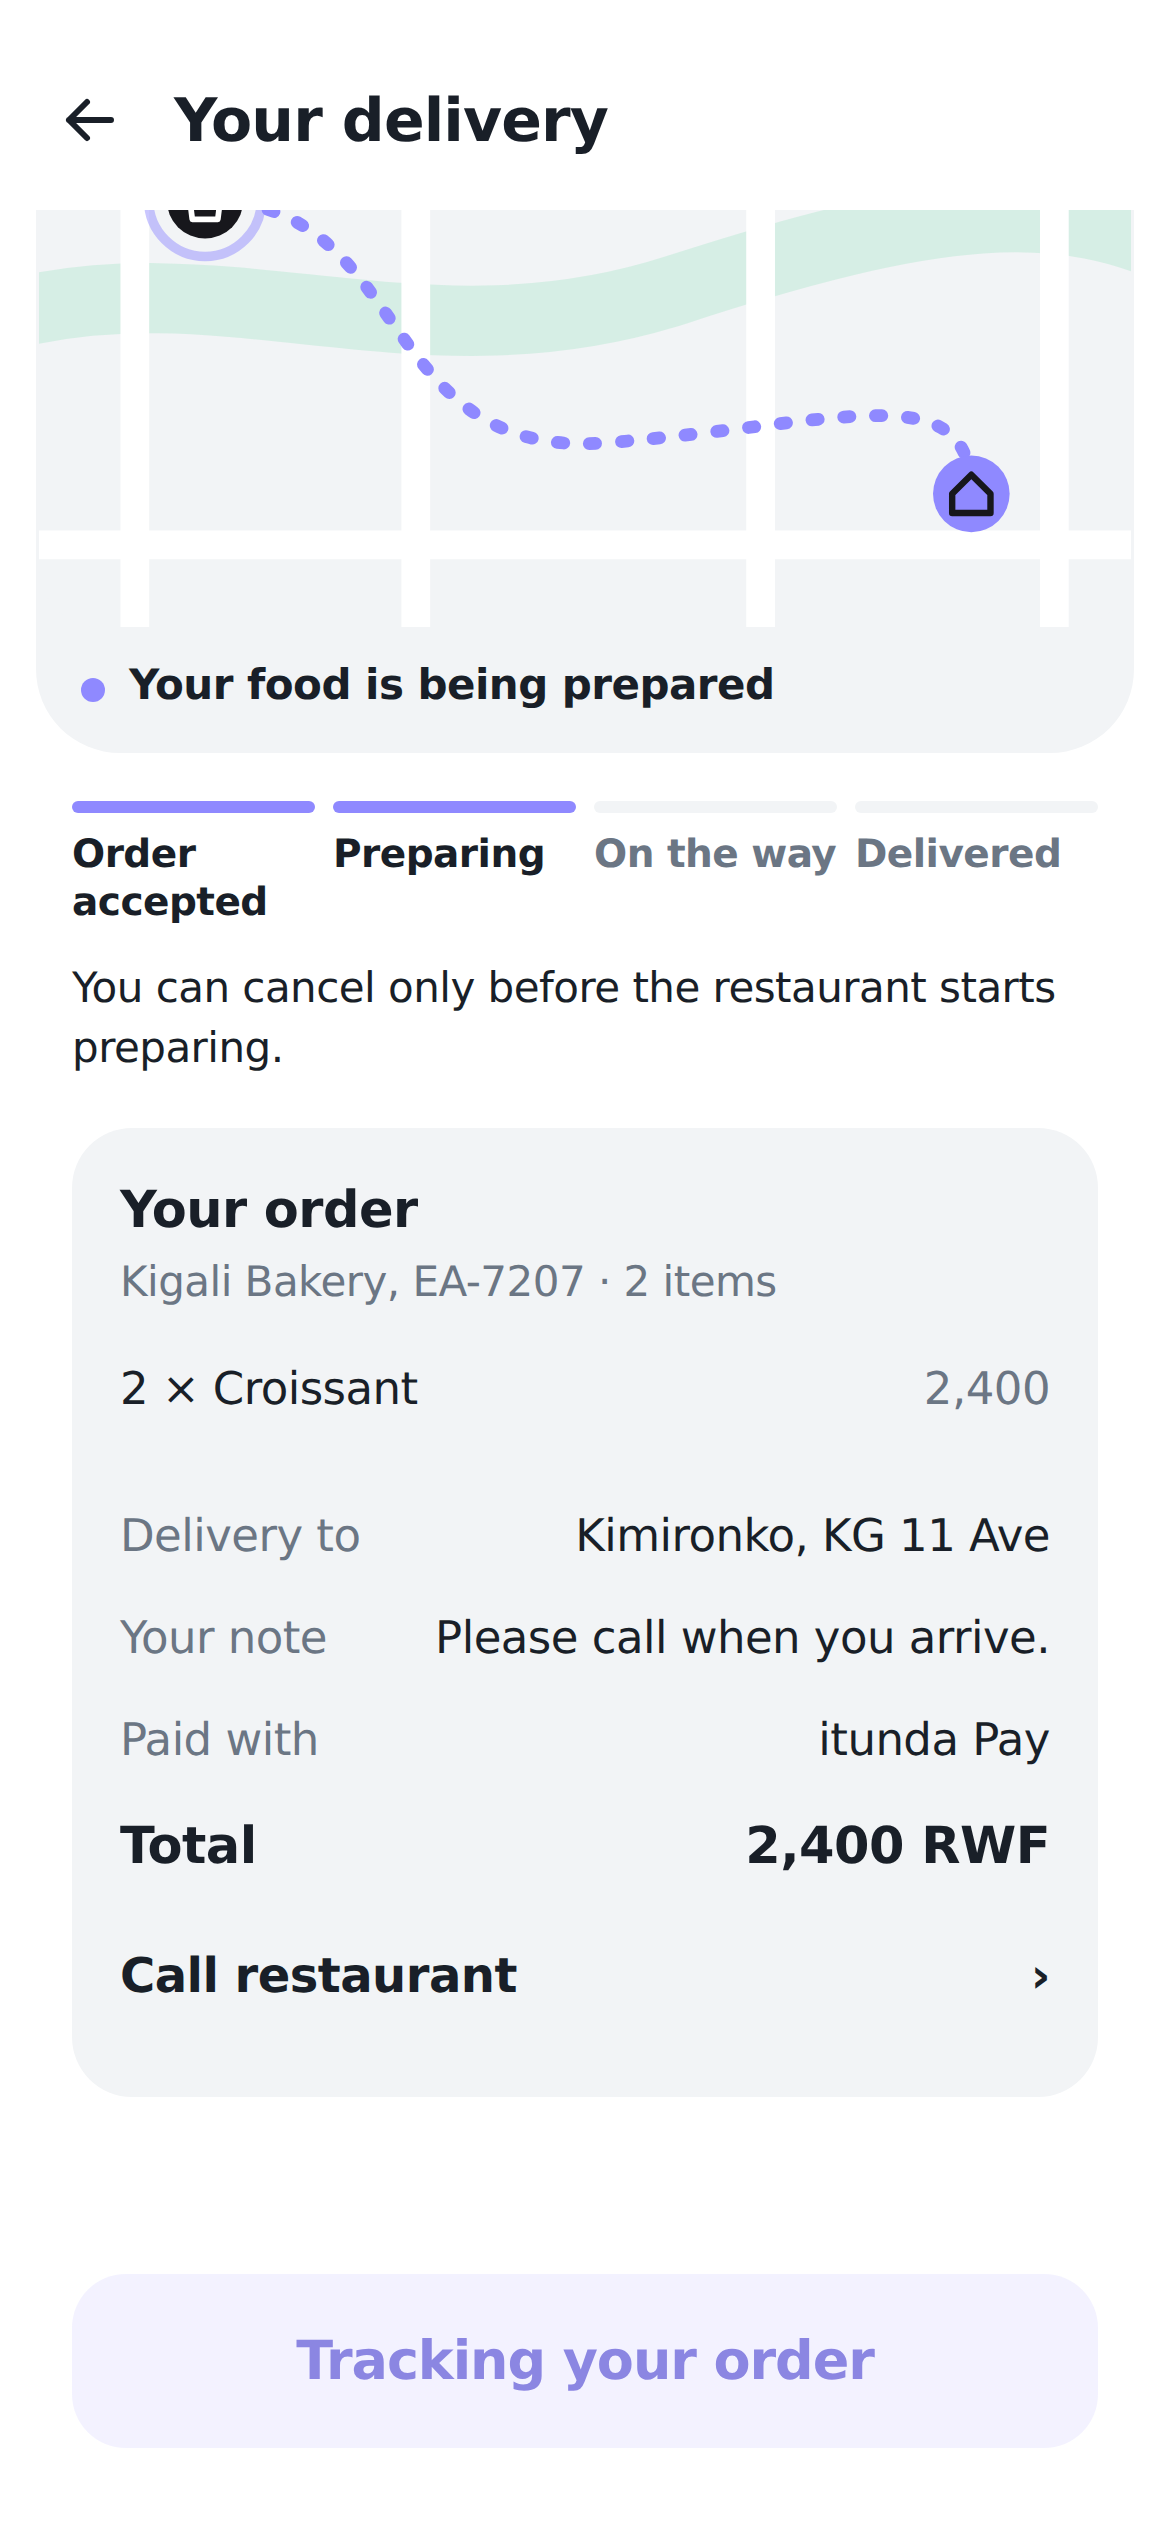 Your delivery
Your food is being prepared
Order accepted
Preparing
On the way
Delivered
You can cancel only before the restaurant starts
preparing.
Your order
Kigali Bakery, EA-7207 · 2 items
2 × Croissant 2,400
Delivery to Kimironko, KG 11 Ave
Your note Please call when you arrive.
Paid with itunda Pay
Total 2,400 RWF
Call restaurant ›
Tracking your order